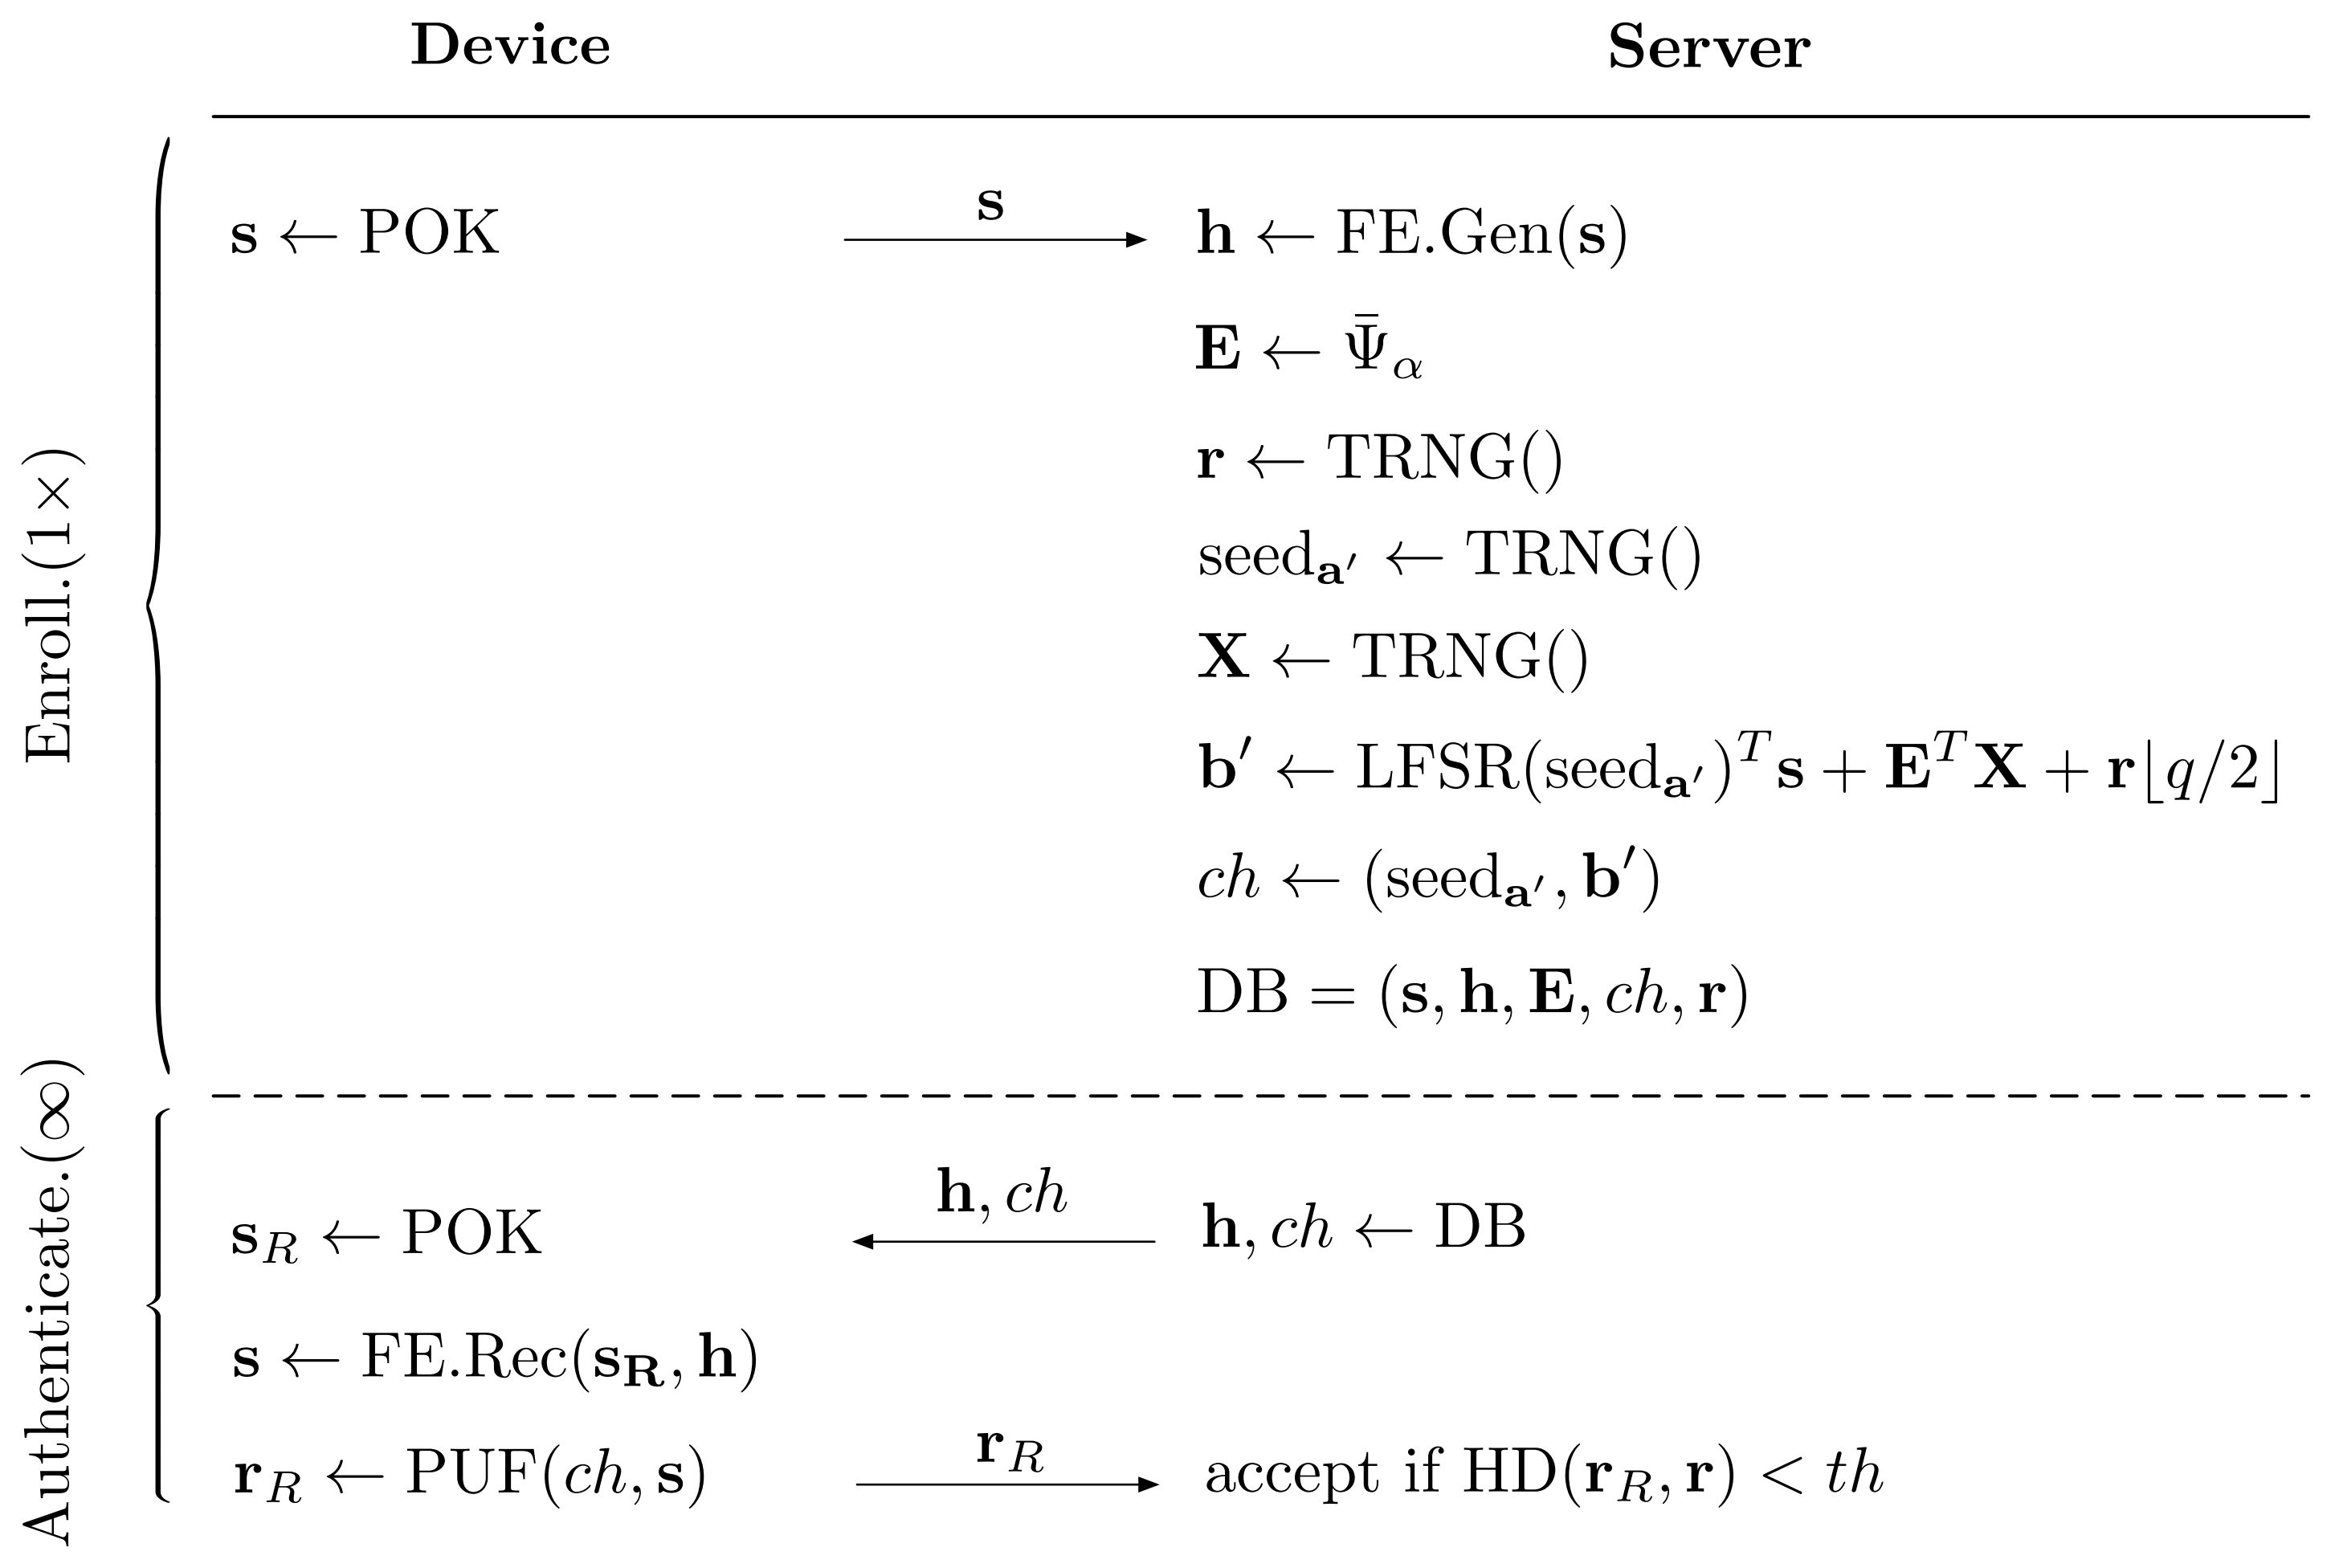 Device Server
Enroll.(1×)
s ← POK
s
h ← FE.Gen(s)
E ← Ψ̄_α
r ← TRNG()
seed_a′ ← TRNG()
X ← TRNG()
b′ ← LFSR(seed_a′)^T s + E^T X + r⌊q/2⌋
ch ← (seed_a′, b′)
DB = (s, h, E, ch, r)
Authenticate.(∞)
s_R ← POK
h, ch
h, ch ← DB
s ← FE.Rec(s_R, h)
r_R ← PUF(ch, s)
r_R
accept if HD(r_R, r) < th